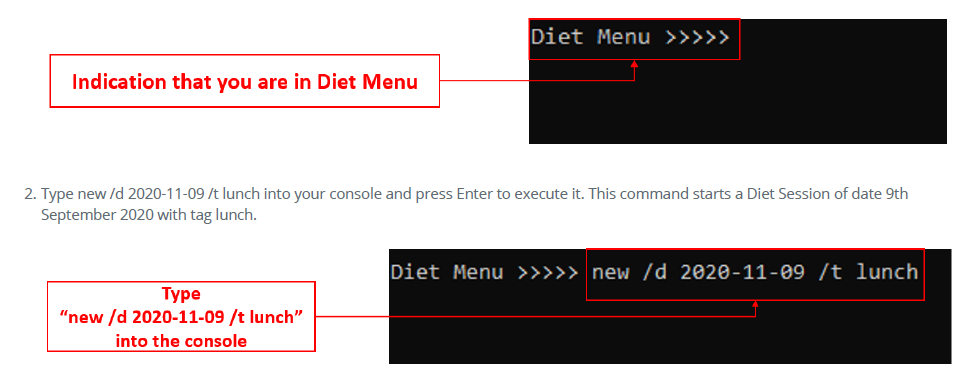 Diet Menu >>>>>
Indication that you are in Diet Menu
2. Type new /d 2020-11-09 /t lunch into your console and press Enter to execute it. This command starts a Diet Session of date 9th
September 2020 with tag lunch.
Diet Menu >>>>> new /d 2020-11-09 /t lunch
Type
“new /d 2020-11-09 /t lunch”
into the console